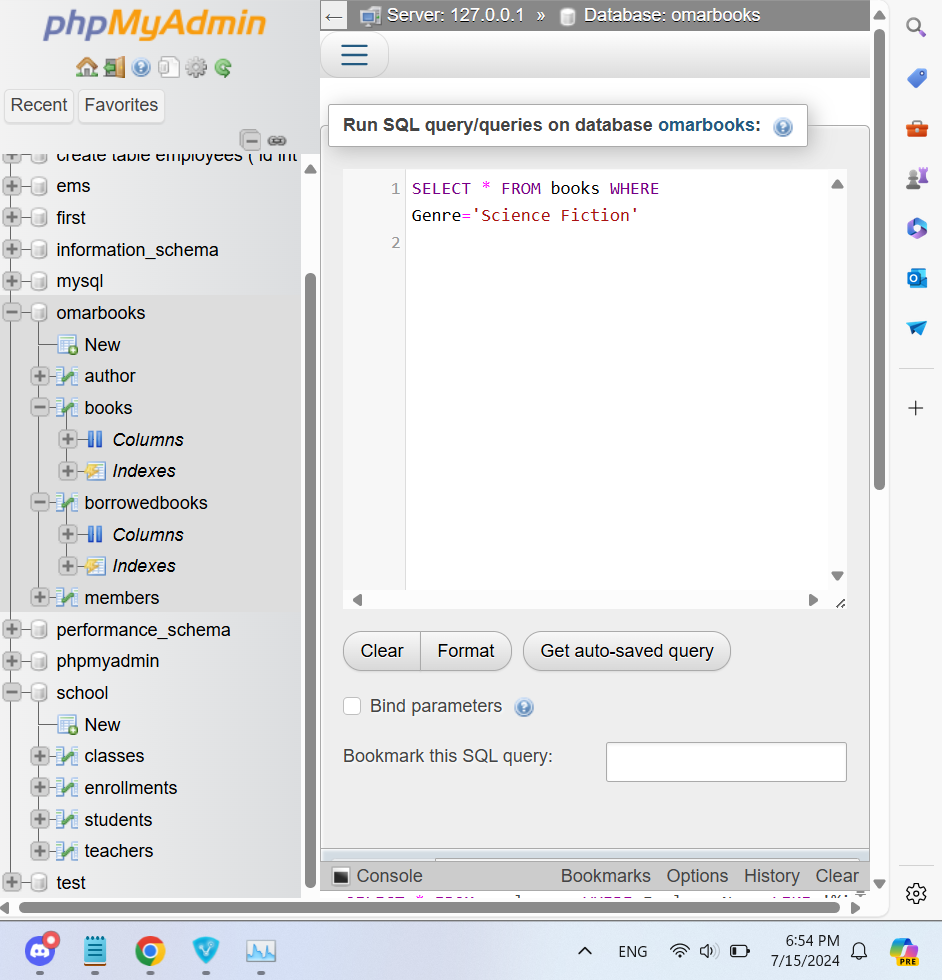 phpMyAdmin
Recent
Favorites
create table employees ( id int
ems
first
information_schema
mysql
omarbooks
New
author
books
Columns
Indexes
borrowedbooks
Columns
Indexes
members
performance_schema
phpmyadmin
school
New
classes
enrollments
students
teachers
test
← Server: 127.0.0.1 » Database: omarbooks
Run SQL query/queries on database omarbooks:
1 SELECT * FROM books WHERE
Genre='Science Fiction'
2
Clear
Format
Get auto-saved query
Bind parameters
Bookmark this SQL query:
Console Bookmarks Options History Clear
ENG
6:54 PM
7/15/2024
PRE